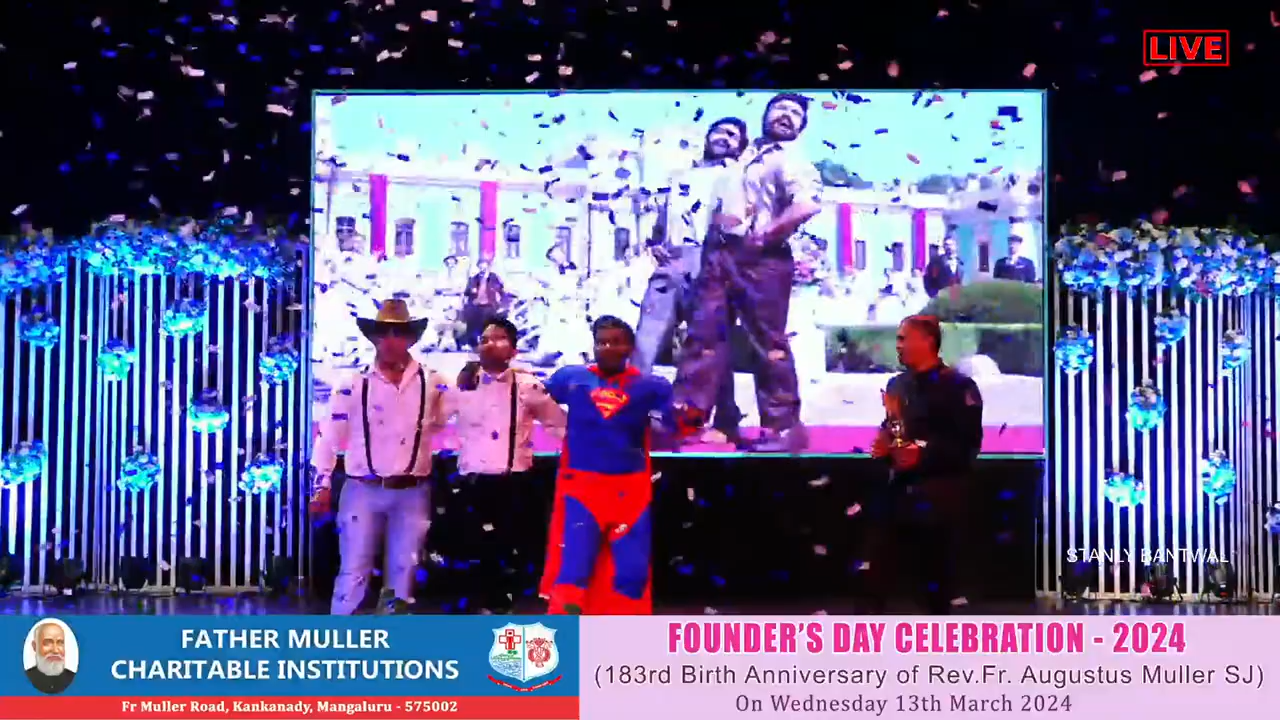 LIVE
STANLY BANTWAL
FATHER MULLER
CHARITABLE INSTITUTIONS
Fr Muller Road, Kankanady, Mangaluru - 575002
FOUNDER'S DAY CELEBRATION - 2024
(183rd Birth Anniversary of Rev.Fr. Augustus Muller SJ)
On Wednesday 13th March 2024